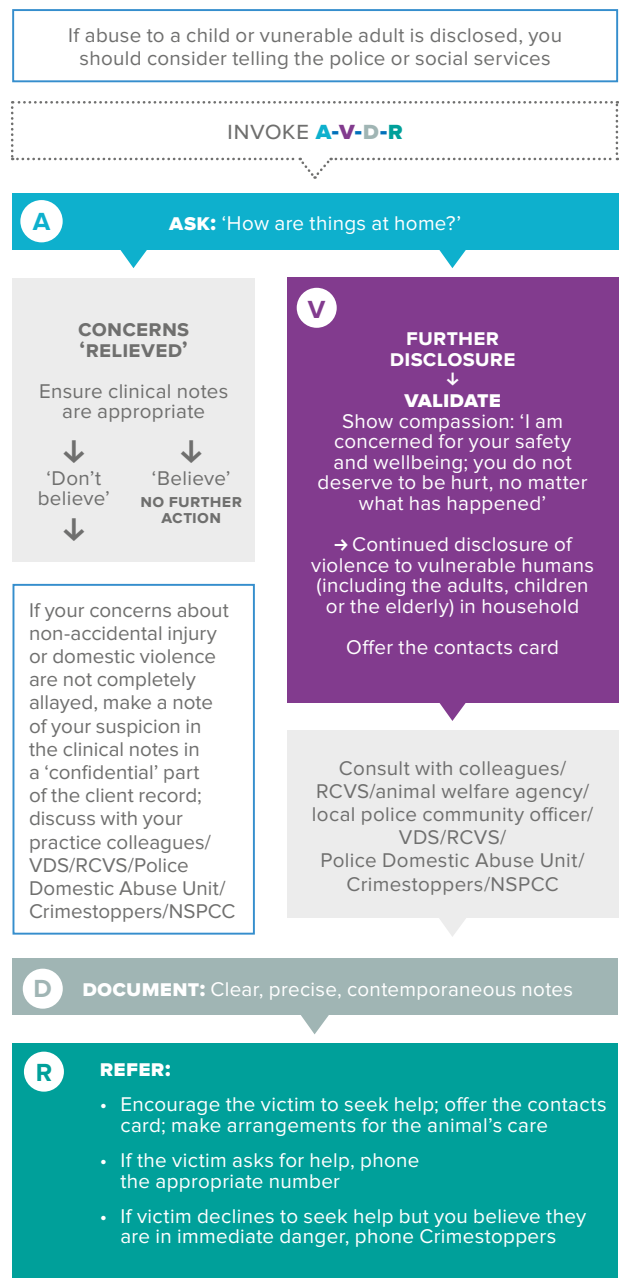 If abuse to a child or vunerable adult is disclosed, you
should consider telling the police or social services
INVOKE A-V-D-R
A
ASK: ‘How are things at home?’
CONCERNS
‘RELIEVED’
Ensure clinical notes
are appropriate
↓ ↓
‘Don’t
believe’
↓
‘Believe’
NO FURTHER
ACTION
If your concerns about
non-accidental injury
or domestic violence
are not completely
allayed, make a note
of your suspicion in
the clinical notes in
a ‘confidential’ part
of the client record;
discuss with your
practice colleagues/
VDS/RCVS/Police
Domestic Abuse Unit/
Crimestoppers/NSPCC
V
FURTHER
DISCLOSURE
↓
VALIDATE
Show compassion: ‘I am
concerned for your safety
and wellbeing; you do not
deserve to be hurt, no matter
what has happened’
→ Continued disclosure of
violence to vulnerable humans
(including the adults, children
or the elderly) in household
Offer the contacts card
Consult with colleagues/
RCVS/animal welfare agency/
local police community officer/
VDS/RCVS/
Police Domestic Abuse Unit/
Crimestoppers/NSPCC
D
DOCUMENT: Clear, precise, contemporaneous notes
R
REFER:
• Encourage the victim to seek help; offer the contacts
card; make arrangements for the animal’s care
• If the victim asks for help, phone
the appropriate number
• If victim declines to seek help but you believe they
are in immediate danger, phone Crimestoppers